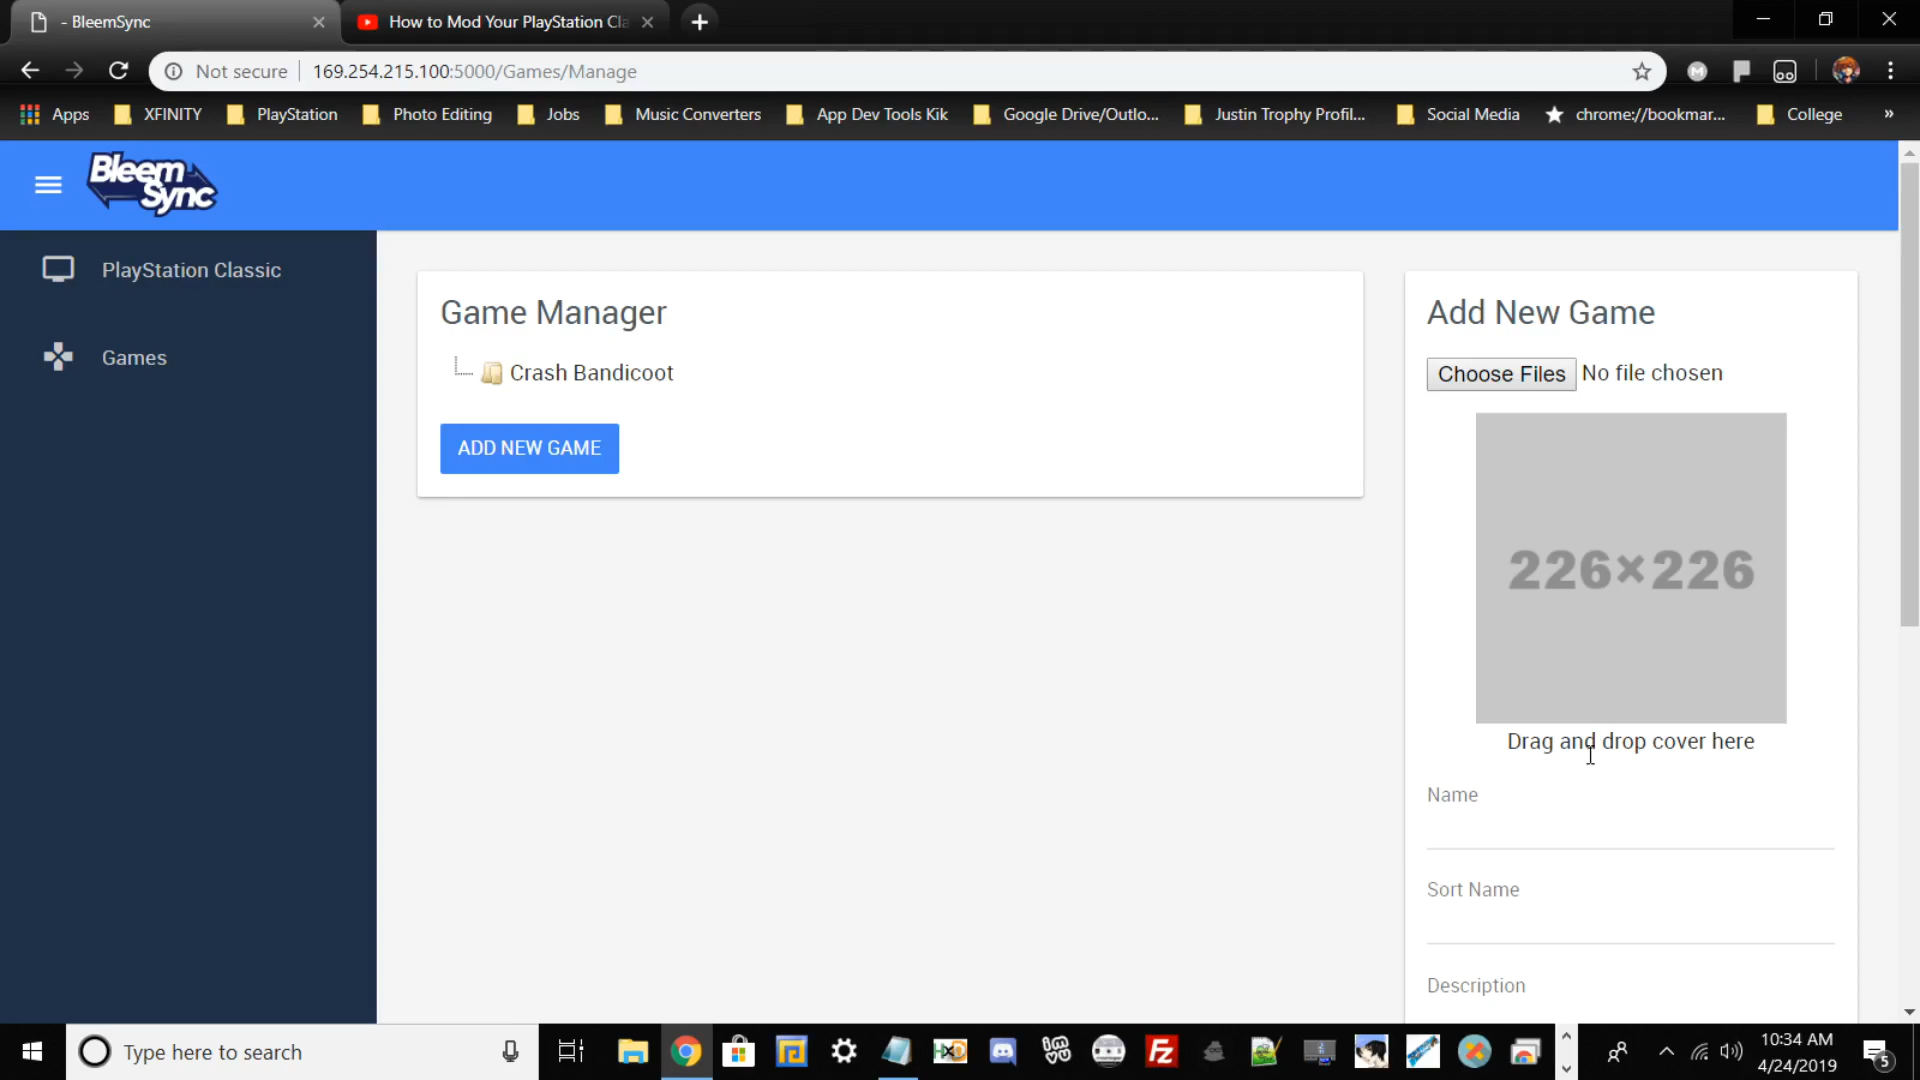 - BleemSync
How to Mod Your PlayStation Cla
Not secure
169.254.215.100:5000/Games/Manage
Apps
XFINITY
PlayStation
Photo Editing
Jobs
Music Converters
App Dev Tools Kik
Google Drive/Outlo...
Justin Trophy Profil...
Social Media
chrome://bookmar...
College
»
Bleem
Sync
PlayStation Classic
Games
Game Manager
Crash Bandicoot
ADD NEW GAME
Add New Game
Choose Files No file chosen
226×226
Drag and drop cover here
Name
Sort Name
Description
Type here to search
10:34 AM
4/24/2019
5